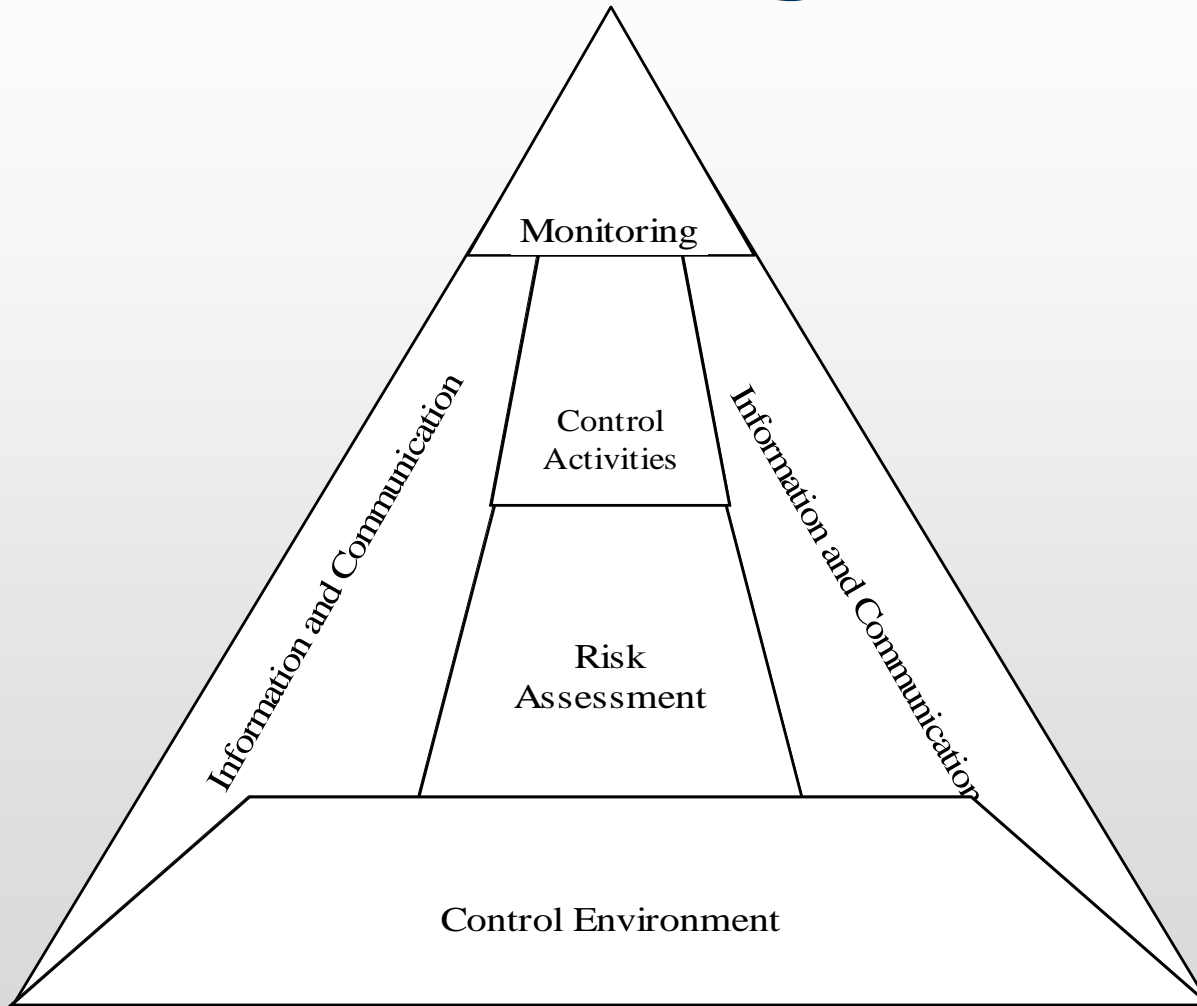 Monitoring
Control
Activities
Information and Communication
Information and Communication
Risk
Assessment
Control Environment